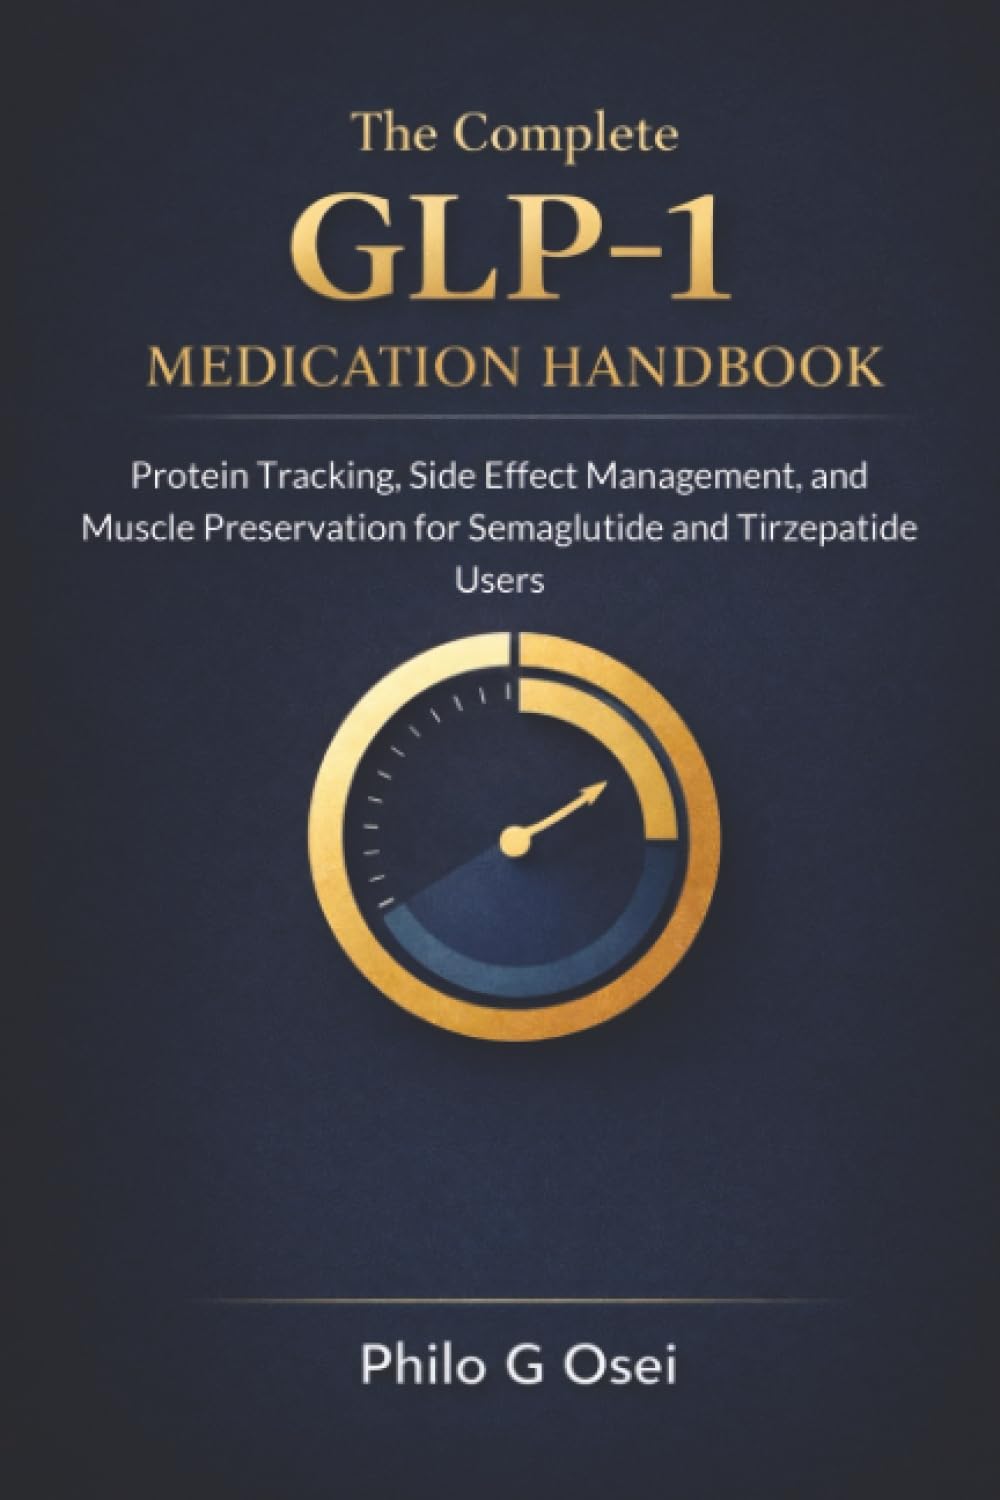 The Complete
GLP-1
MEDICATION HANDBOOK
Protein Tracking, Side Effect Management, and
Muscle Preservation for Semaglutide and Tirzepatide
Users
Philo G Osei